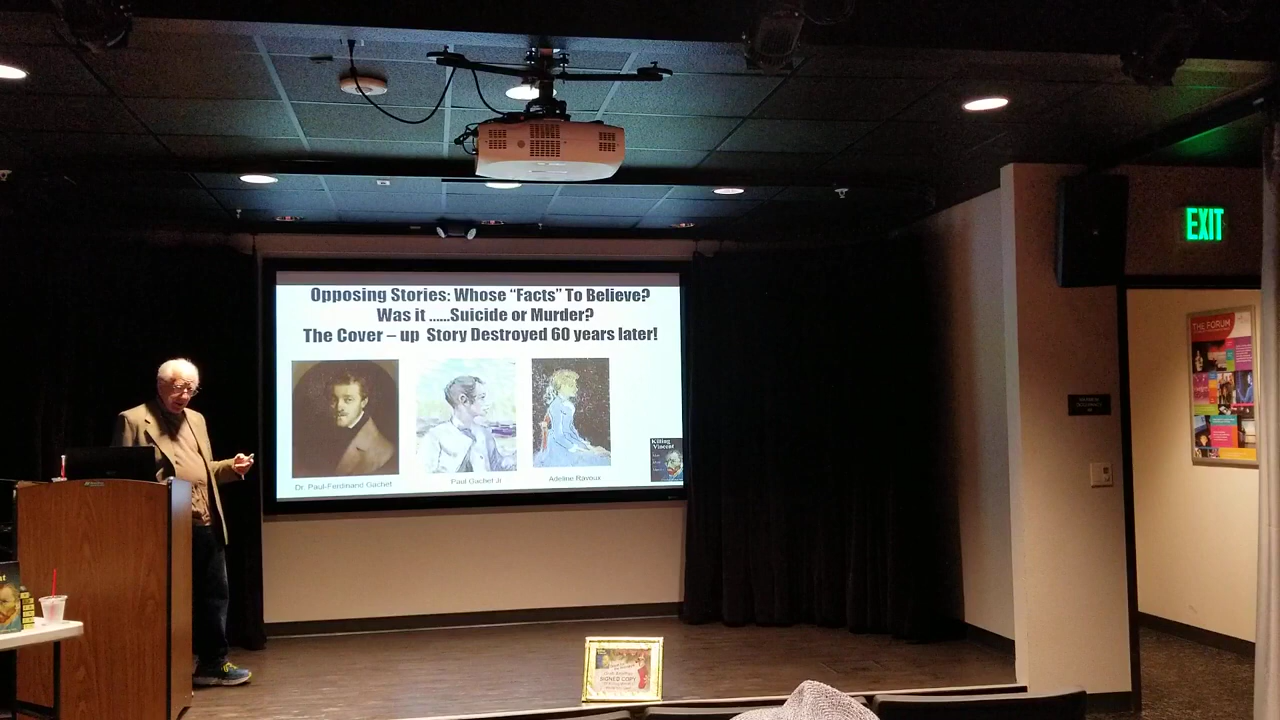 Opposing Stories: Whose “Facts” To Believe?
Was it ......Suicide or Murder?
The Cover – up Story Destroyed 60 years later!
Dr. Paul-Ferdinand Gachet
Paul Gachet Jr
Adeline Ravoux
Killing
Vincent
EXIT
THE FORUM
SIGNED COPY